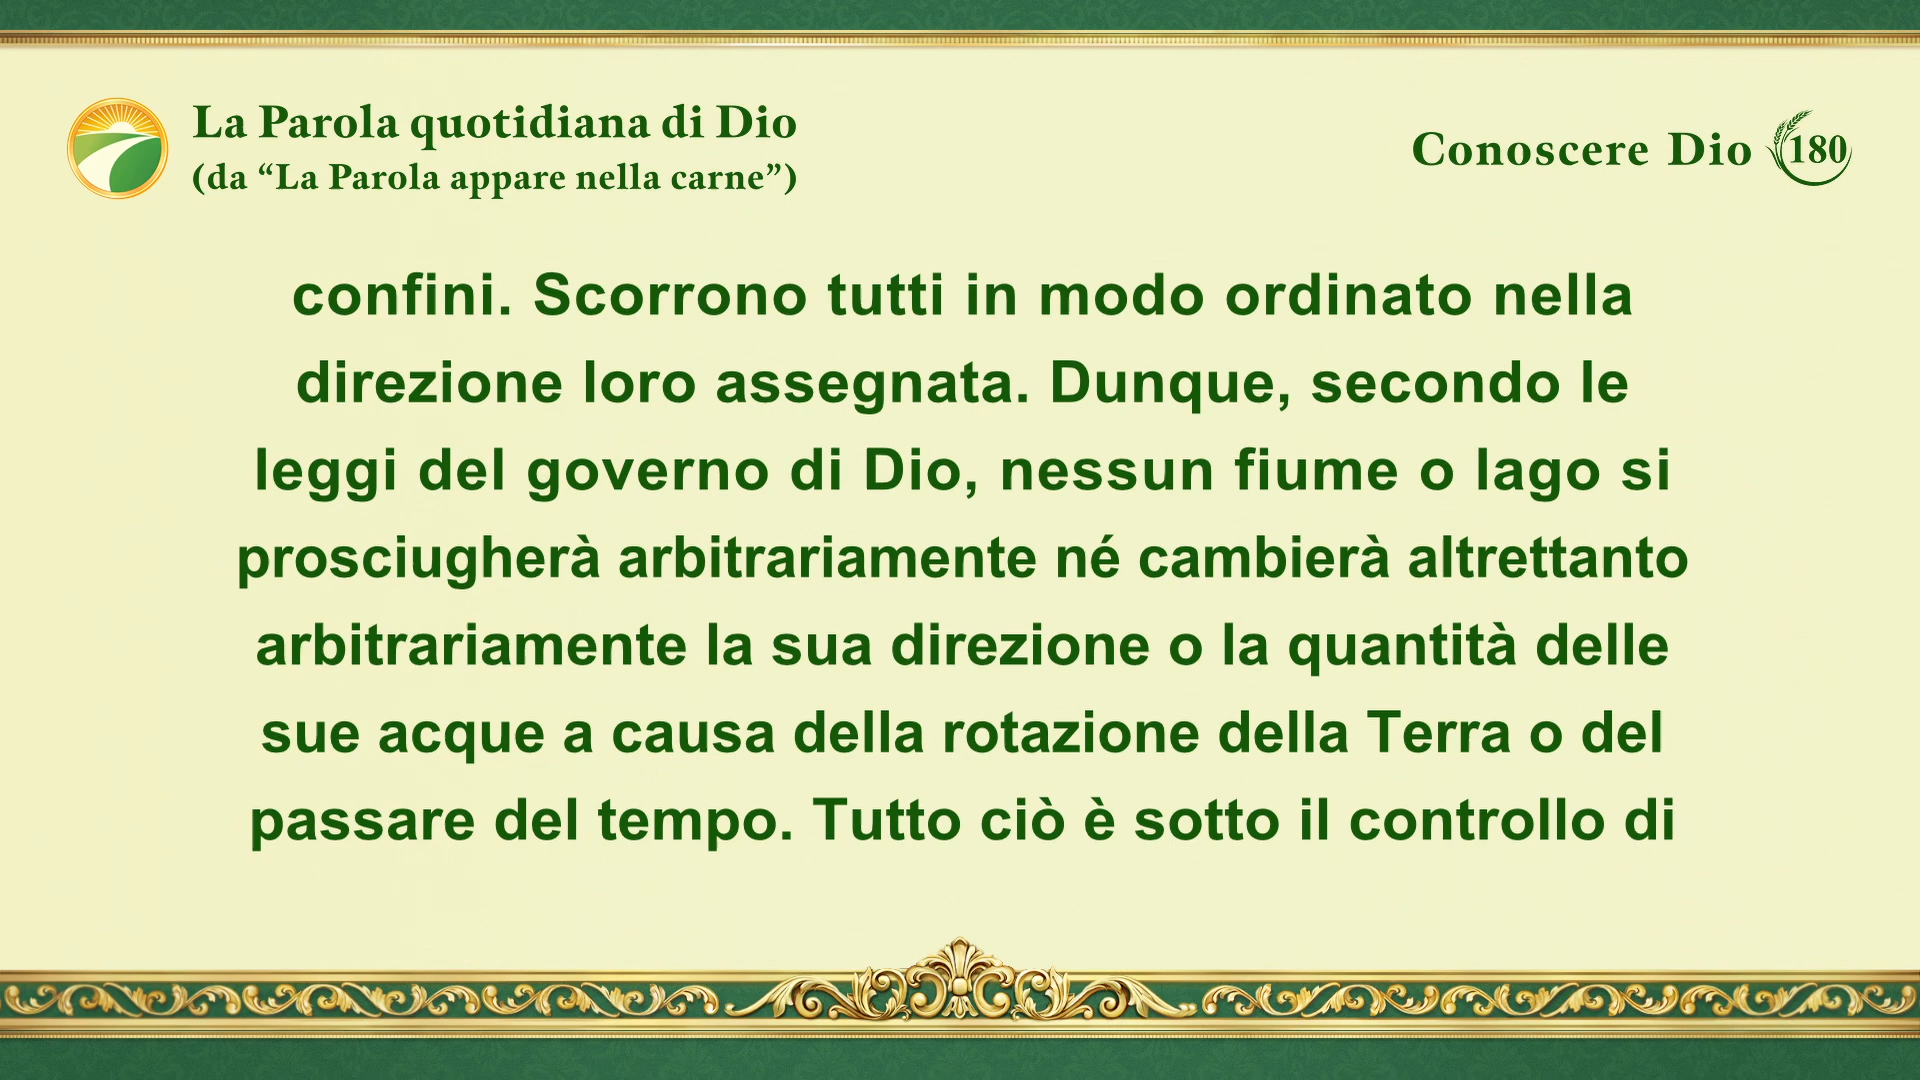 La Parola quotidiana di Dio
(da “La Parola appare nella carne”)
Conoscere Dio 180
confini. Scorrono tutti in modo ordinato nella
direzione loro assegnata. Dunque, secondo le
leggi del governo di Dio, nessun fiume o lago si
prosciugherà arbitrariamente né cambierà altrettanto
arbitrariamente la sua direzione o la quantità delle
sue acque a causa della rotazione della Terra o del
passare del tempo. Tutto ciò è sotto il controllo di